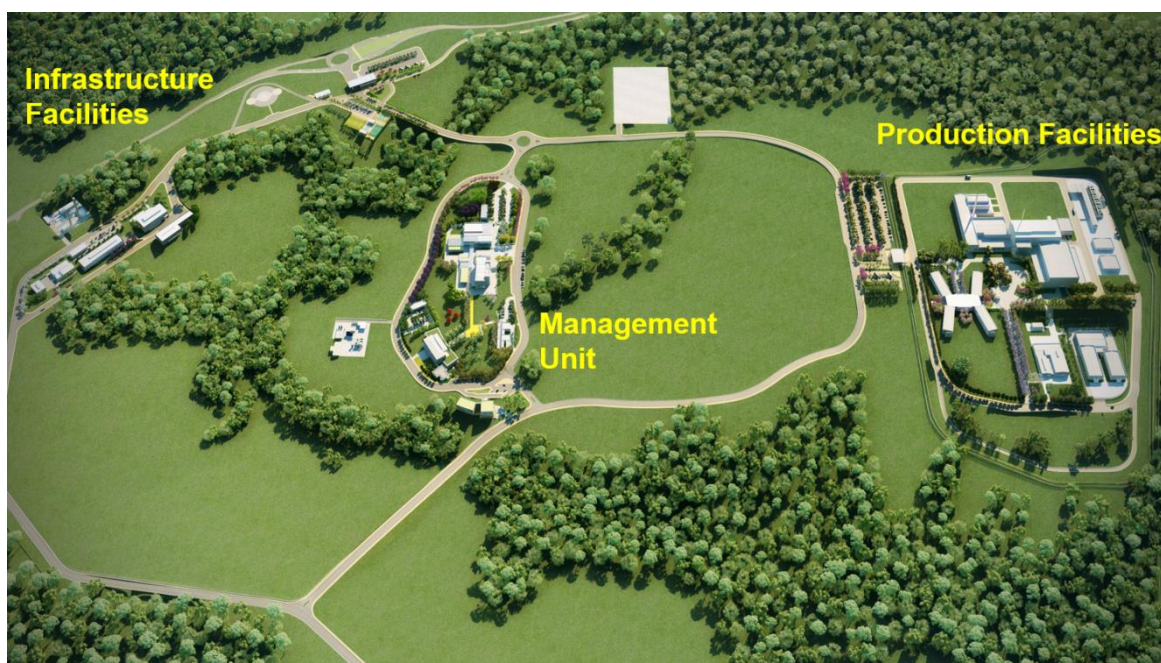 Infrastructure
Facilities
Production Facilities
Management
Unit